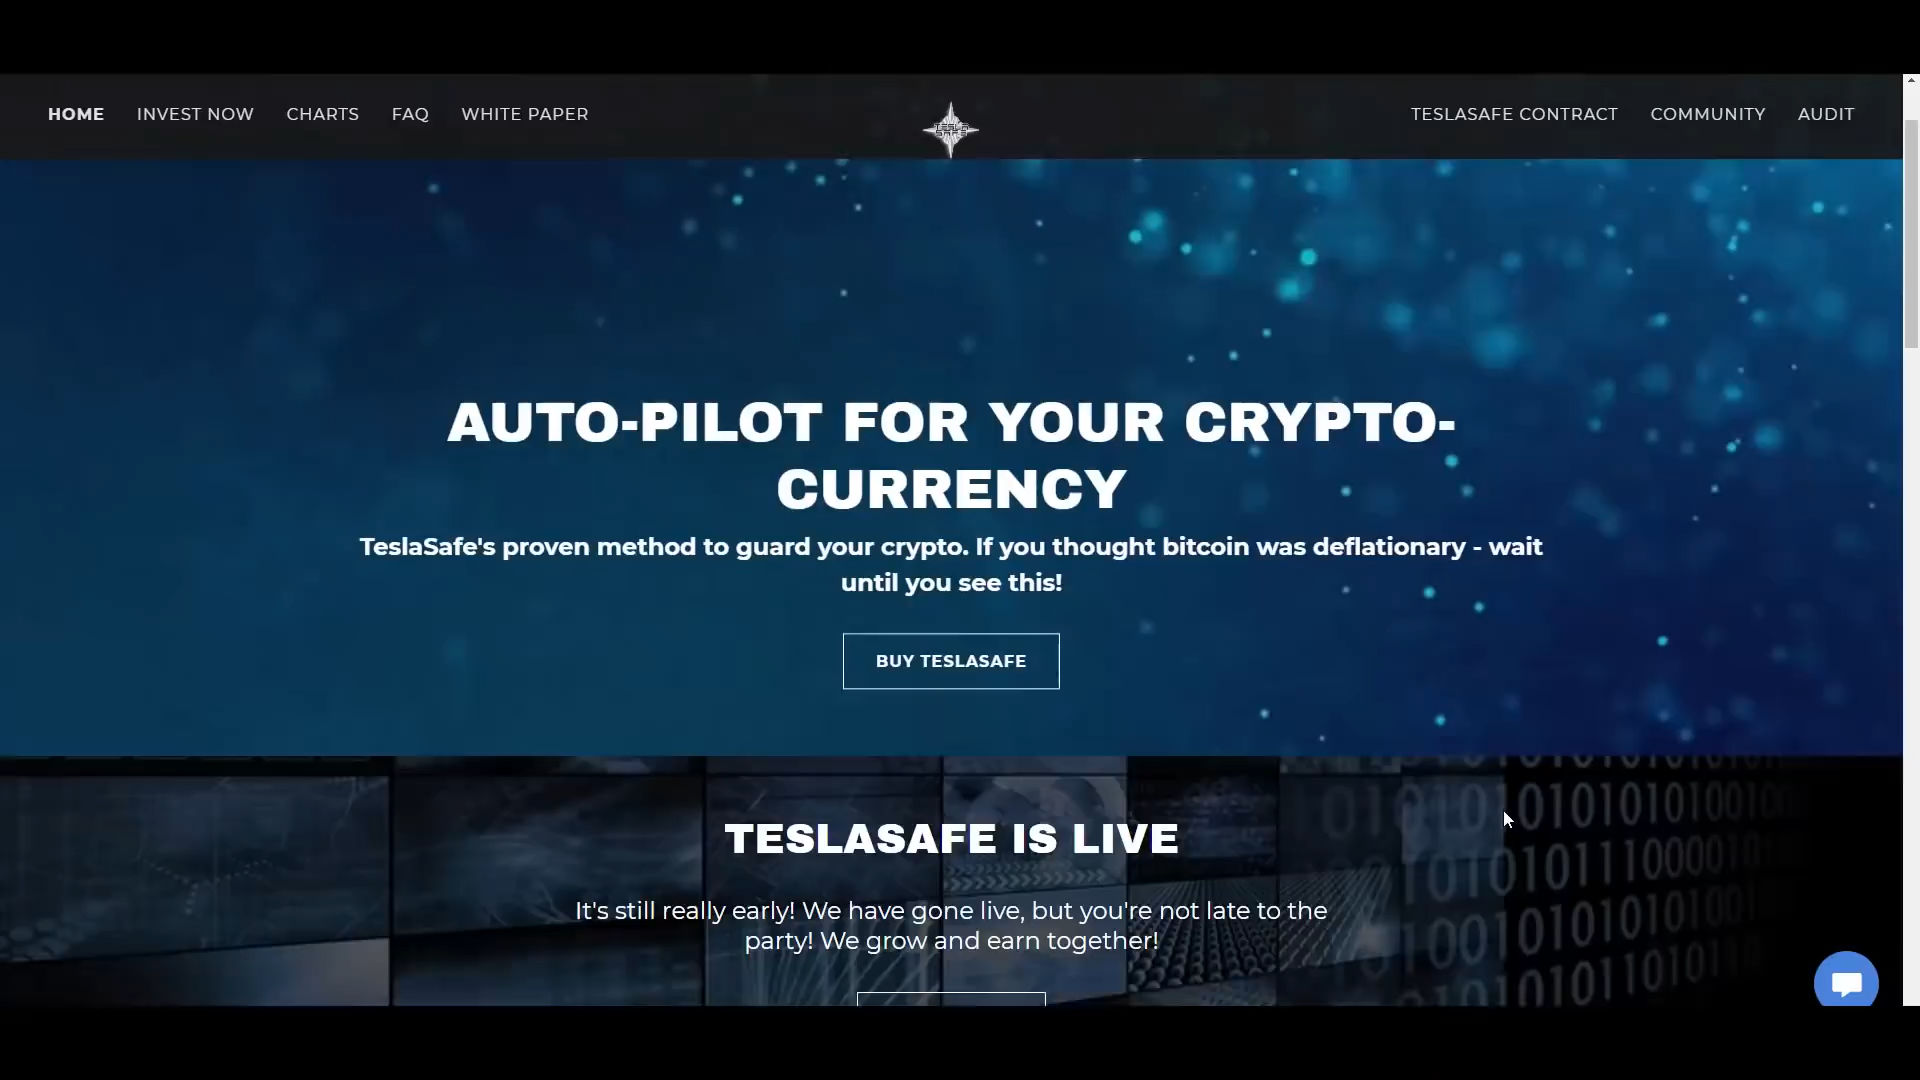 HOME INVEST NOW CHARTS FAQ WHITE PAPER
TESLA
SAFE
TESLASAFE CONTRACT COMMUNITY AUDIT
AUTO-PILOT FOR YOUR CRYPTO-
CURRENCY
TeslaSafe's proven method to guard your crypto. If you thought bitcoin was deflationary - wait
until you see this!
BUY TESLASAFE
TESLASAFE IS LIVE
It's still really early! We have gone live, but you're not late to the
party! We grow and earn together!